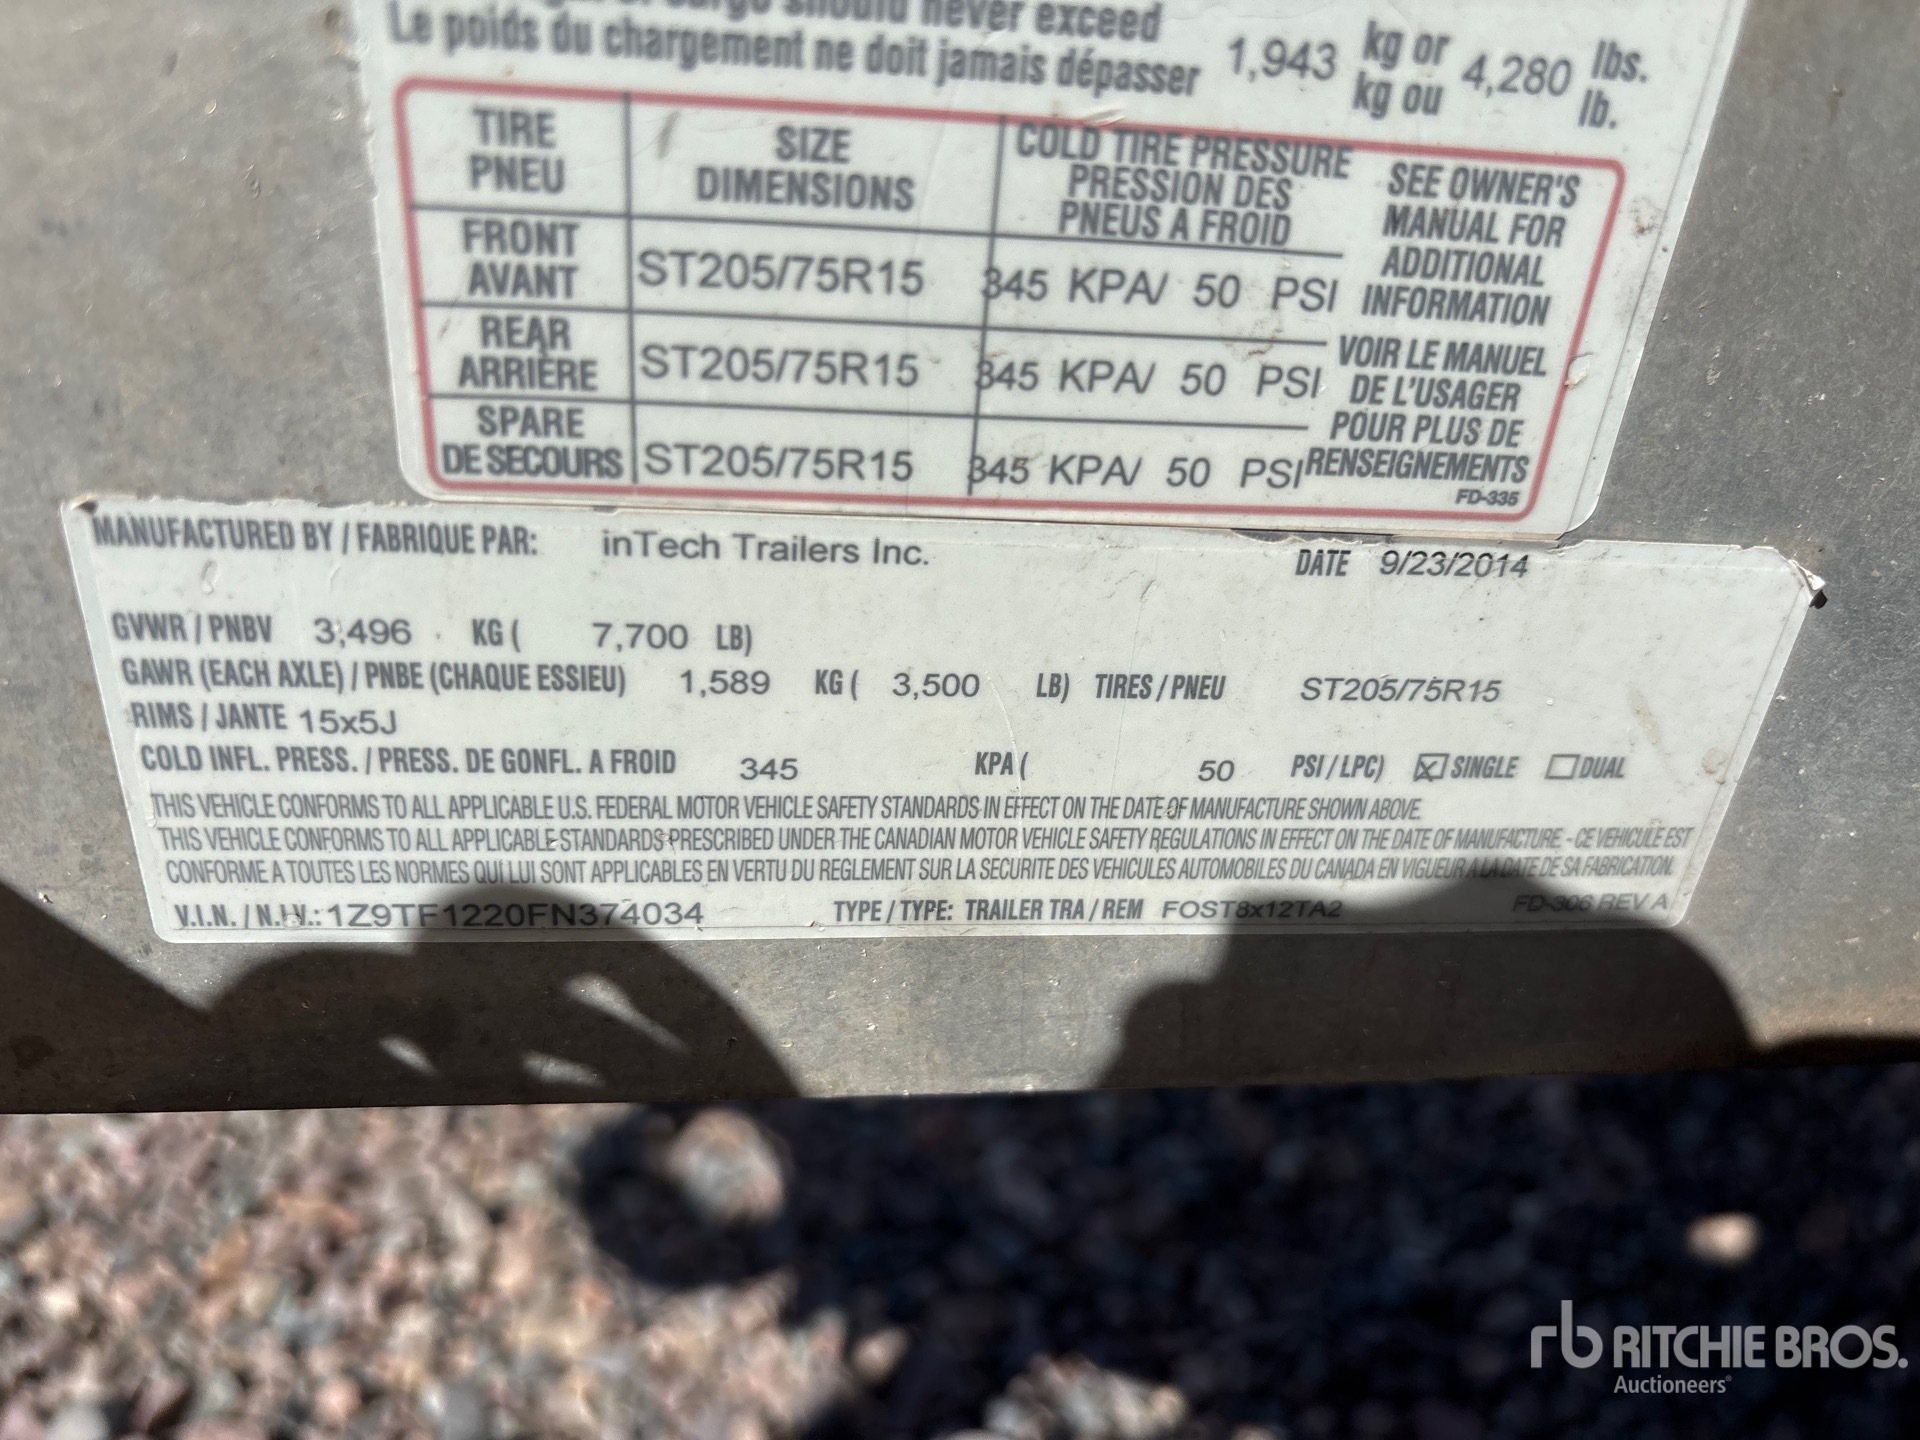 cargo should never exceed
Le poids du chargement ne doit jamais dépasser
1,943 kg or 4,280 lbs.
kg ou lb.
TIRE
PNEU
SIZE
DIMENSIONS
COLD TIRE PRESSURE
PRESSION DES
PNEUS A FROID
SEE OWNER'S
MANUAL FOR
ADDITIONAL
INFORMATION
FRONT
AVANT
ST205/75R15
345 KPA/ 50 PSI
REAR
ARRIÈRE
ST205/75R15
345 KPA/ 50 PSI
VOIR LE MANUEL
DE L'USAGER
POUR PLUS DE
RENSEIGNEMENTS
SPARE
DE SECOURS
ST205/75R15
345 KPA/ 50 PSI
FD-335
MANUFACTURED BY / FABRIQUE PAR: inTech Trailers Inc. DATE 9/23/2014
GVWR / PNBV 3,496 KG ( 7,700 LB)
GAWR (EACH AXLE) / PNBE (CHAQUE ESSIEU) 1,589 KG ( 3,500 LB) TIRES / PNEU ST205/75R15
RIMS / JANTE 15x5J
COLD INFL. PRESS. / PRESS. DE GONFL. A FROID 345 KPA ( 50 PSI / LPC) ☒ SINGLE ☐ DUAL
THIS VEHICLE CONFORMS TO ALL APPLICABLE U.S. FEDERAL MOTOR VEHICLE SAFETY STANDARDS IN EFFECT ON THE DATE OF MANUFACTURE SHOWN ABOVE.
THIS VEHICLE CONFORMS TO ALL APPLICABLE STANDARDS PRESCRIBED UNDER THE CANADIAN MOTOR VEHICLE SAFETY REGULATIONS IN EFFECT ON THE DATE OF MANUFACTURE. - CE VEHICULE EST
CONFORME A TOUTES LES NORMES QUI LUI SONT APPLICABLES EN VERTU DU REGLEMENT SUR LA SECURITE DES VEHICULES AUTOMOBILES DU CANADA EN VIGUEUR A LA DATE DE SA FABRICATION.
V.I.N. / N.I.V.: 1Z9TF1220FN374034 TYPE / TYPE: TRAILER TRA / REM FOST8x12TA2 FD-306 REV A
rb RITCHIE BROS.
Auctioneers